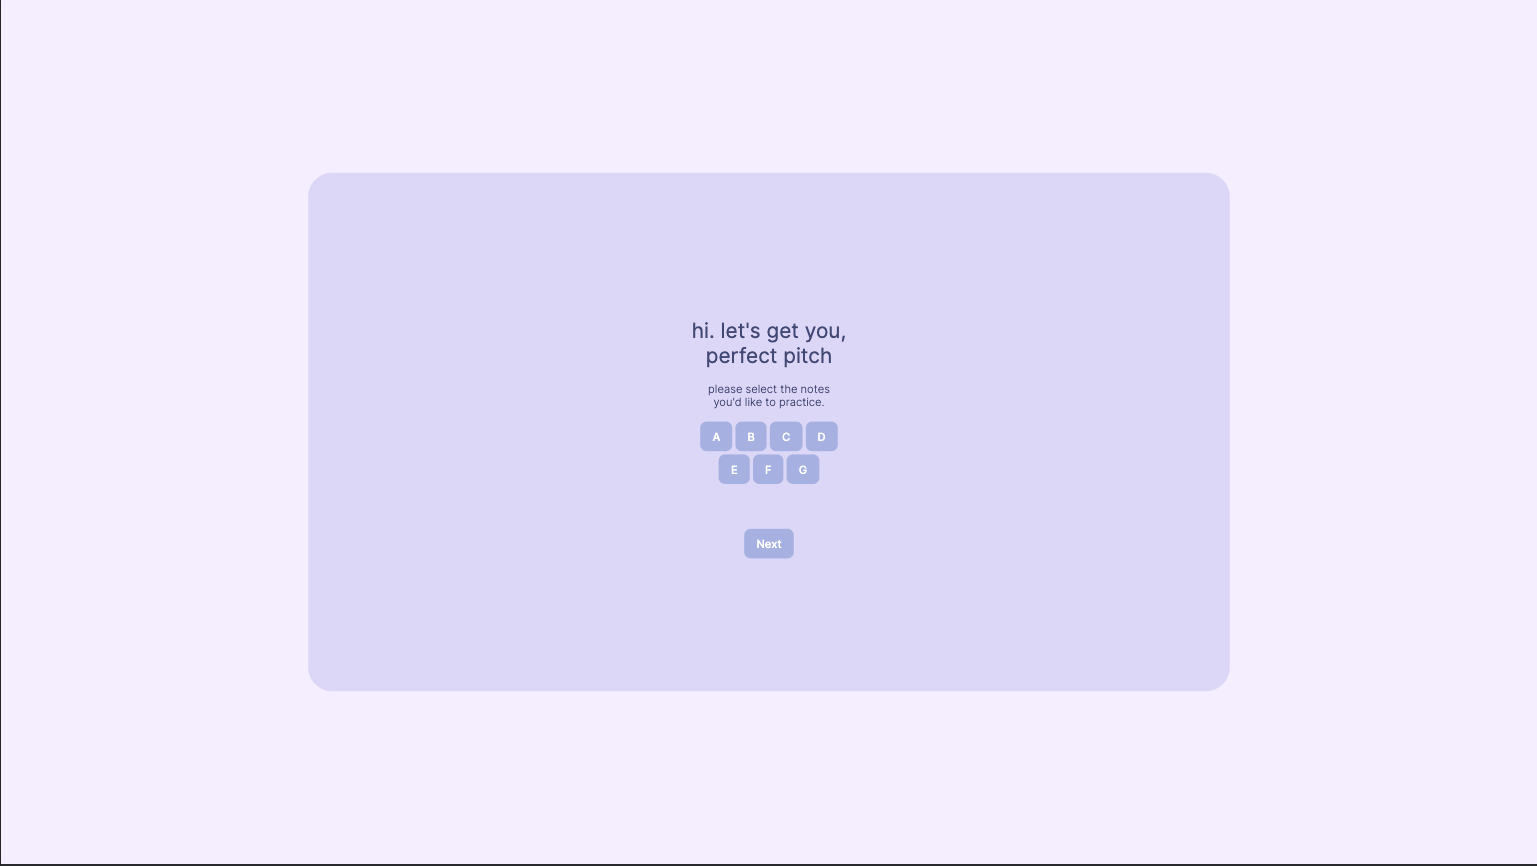 hi. let's get you,
perfect pitch
please select the notes
you'd like to practice.
A B C D
E F G
Next